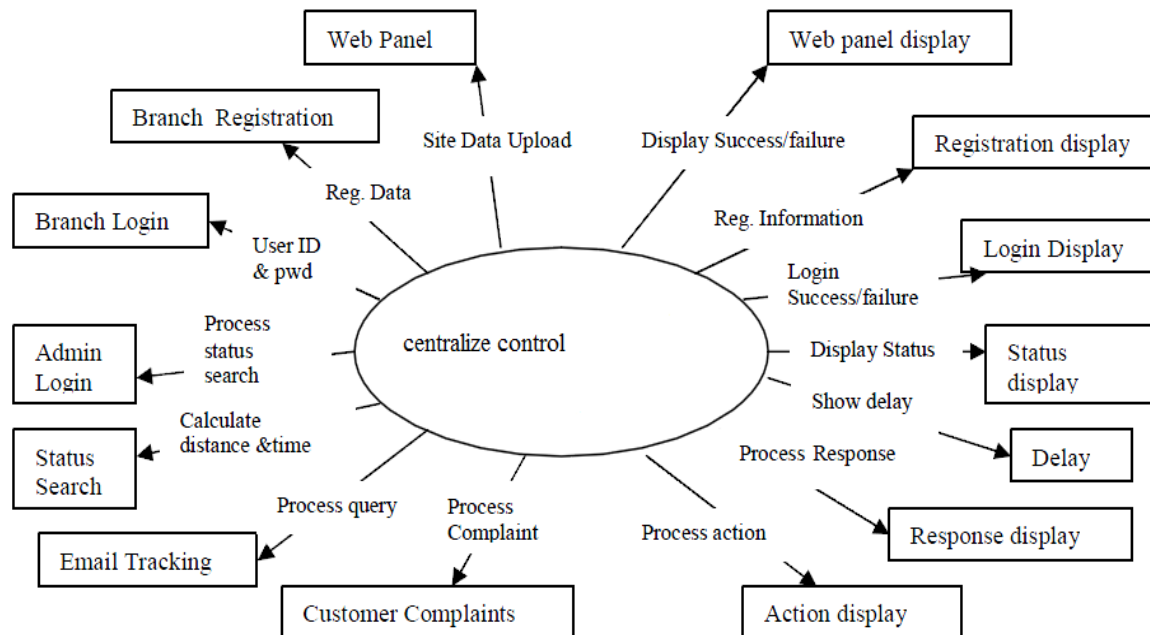 Web Panel
Web panel display
Branch  Registration
Site Data Upload
Display Success/failure
Registration display
Reg. Data
Reg. Information
Branch Login
User ID
& pwd
Login Display
Login
Success/failure
centralize control
Process
status
search
Admin
Login
Display Status
Status
display
Show delay
Calculate
distance &time
Status
Search
Process Response
Delay
Process query
Process
Complaint
Process action
Response display
Email Tracking
Customer Complaints
Action display